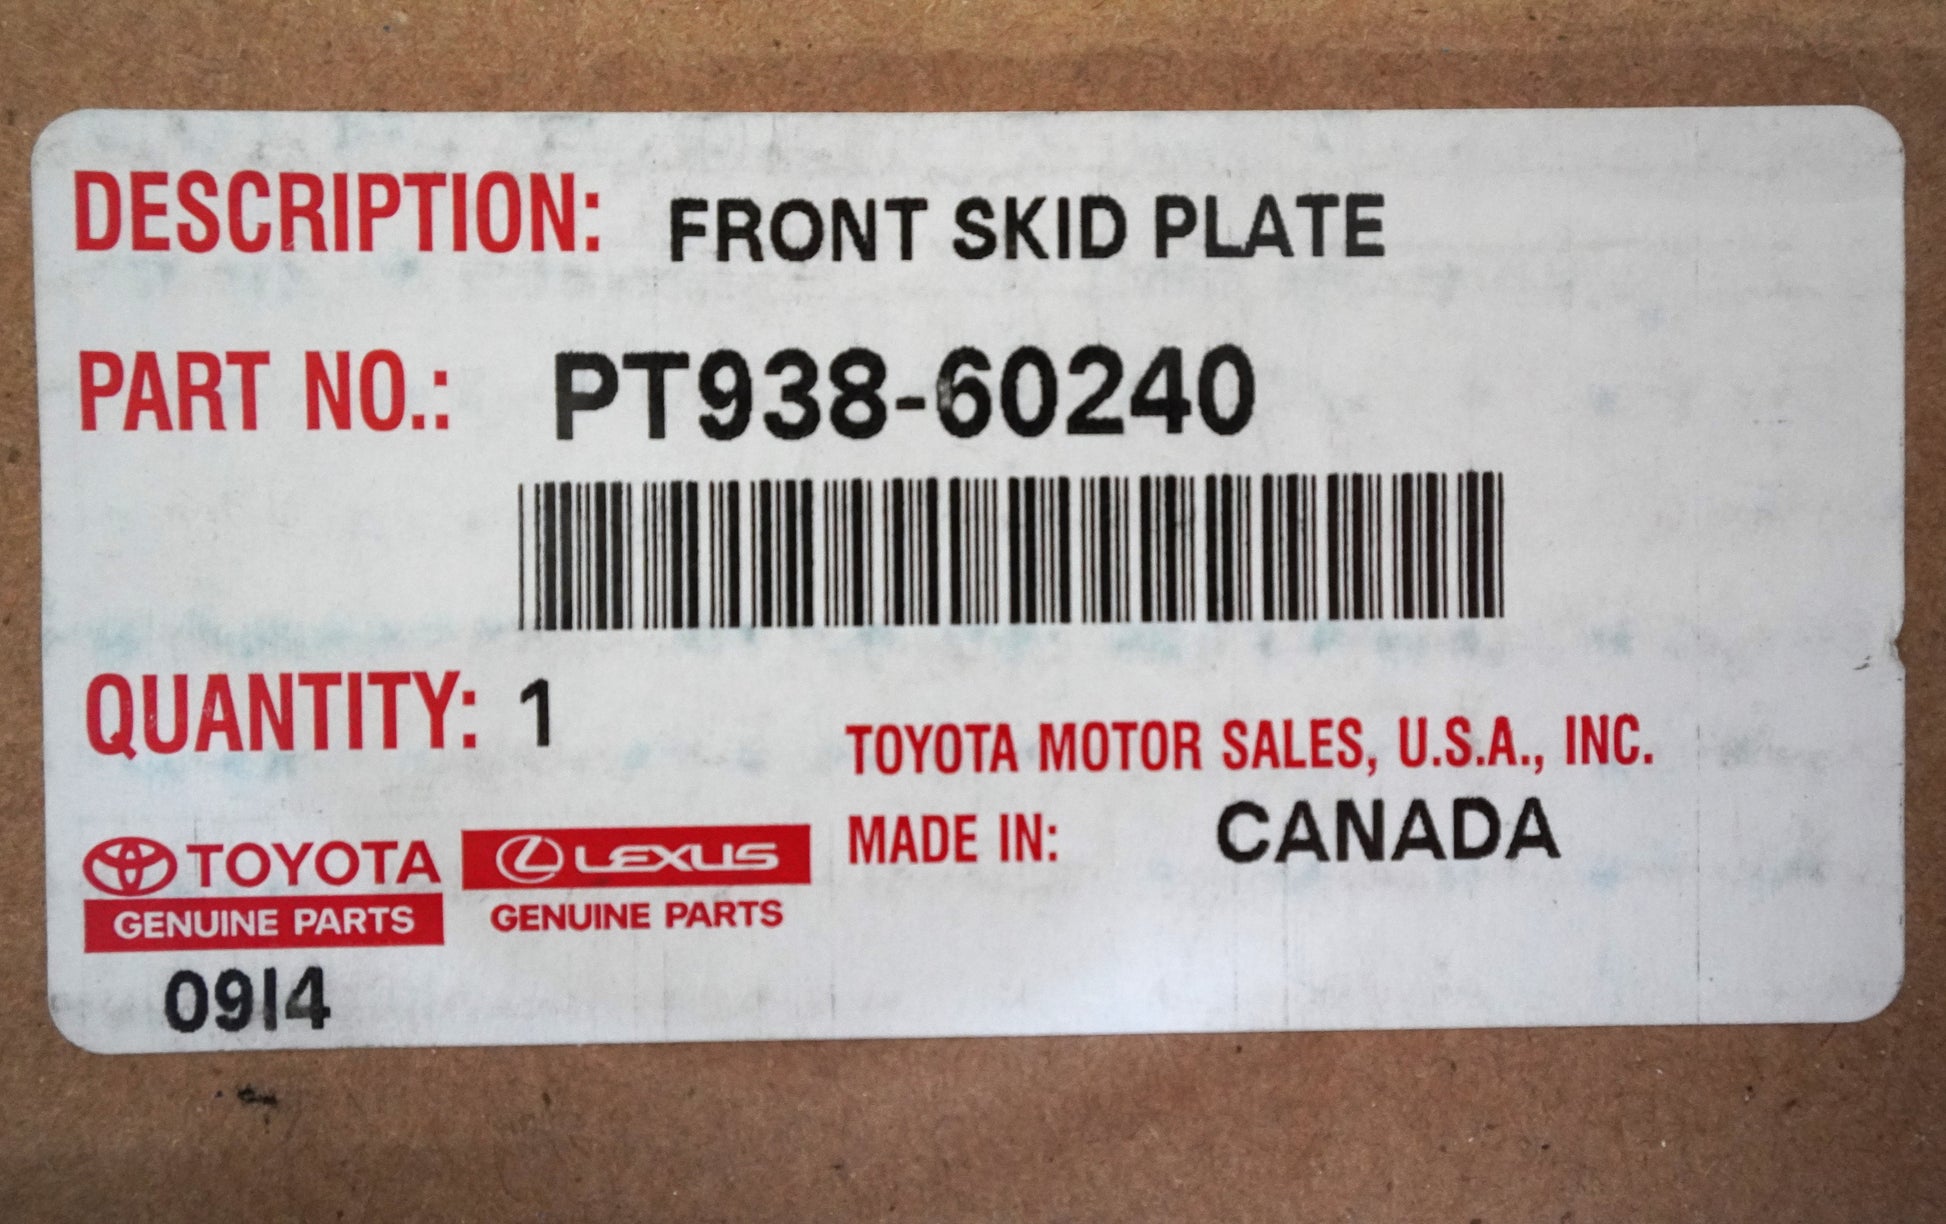 DESCRIPTION: FRONT SKID PLATE
PART NO.: PT938-60240
QUANTITY: 1
TOYOTA MOTOR SALES, U.S.A., INC.
MADE IN: CANADA
TOYOTA
GENUINE PARTS
LEXUS
GENUINE PARTS
0914